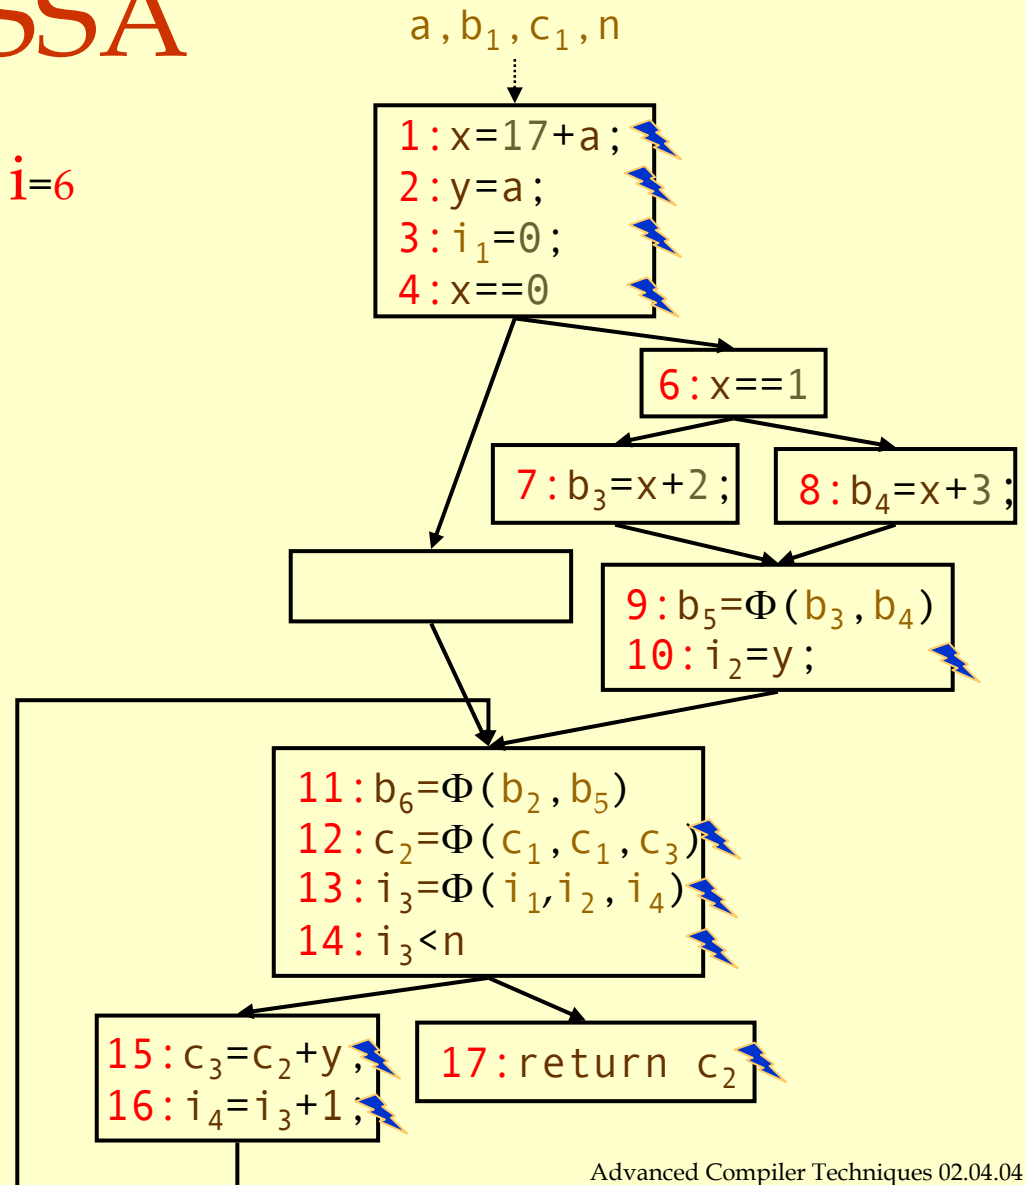 SSA
a,b₁,c₁,n
i=6
1:x=17+a;
2:y=a;
3:i₁=0;
4:x==0
6:x==1
7:b₃=x+2;
8:b₄=x+3;
9:b₅=Φ(b₃,b₄)
10:i₂=y;
11:b₆=Φ(b₂,b₅)
12:c₂=Φ(c₁,c₁,c₃)
13:i₃=Φ(i₁,i₂,i₄)
14:i₃<n
15:c₃=c₂+y;
16:i₄=i₃+1;
17:return c₂
Advanced Compiler Techniques 02.04.04